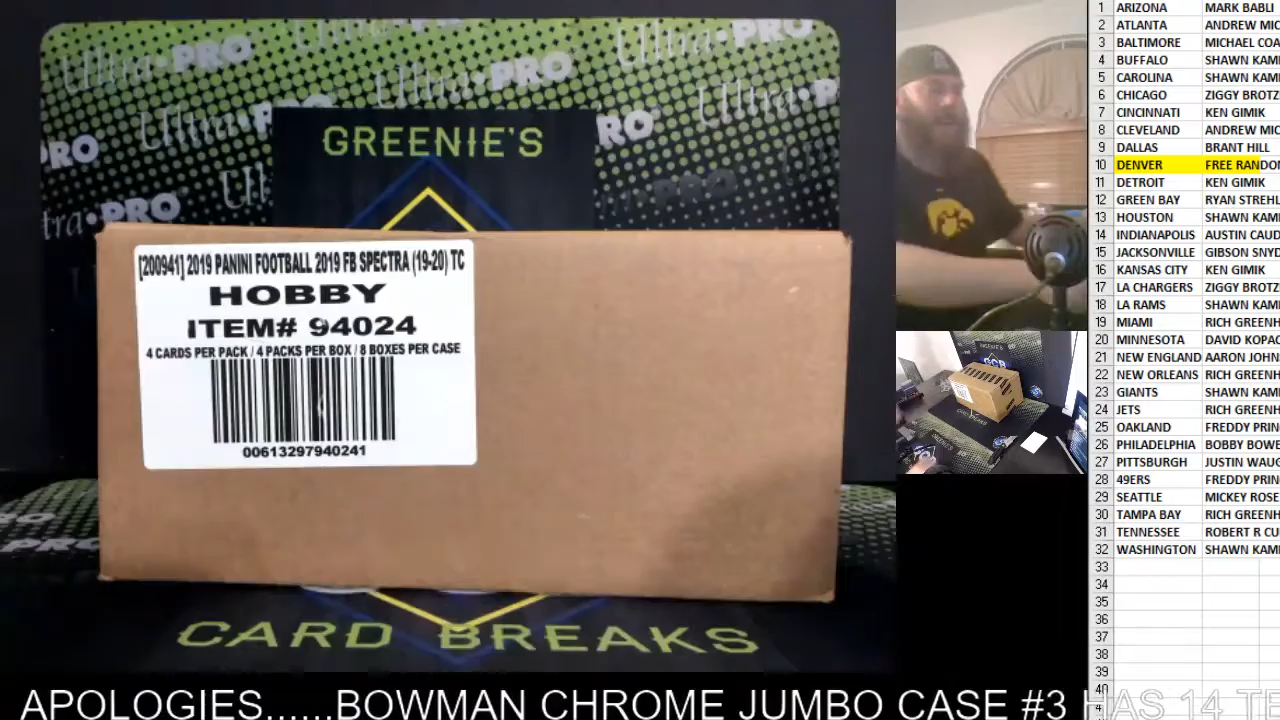 Ultra•PRO
GREENIE'S
[200941] 2019 PANINI FOOTBALL 2019 FB SPECTRA (19-20) TC
HOBBY
ITEM# 94024
4 CARDS PER PACK / 4 PACKS PER BOX / 8 BOXES PER CASE
00613297940241
CARD BREAKS
1 ARIZONA MARK BABLI
2 ATLANTA ANDREW MIC
3 BALTIMORE MICHAEL COA
4 BUFFALO SHAWN KAM
5 CAROLINA SHAWN KAM
6 CHICAGO ZIGGY BROTZ
7 CINCINNATI KEN GIMIK
8 CLEVELAND ANDREW MIC
9 DALLAS BRANT HILL
10 DENVER FREE RANDO
11 DETROIT KEN GIMIK
12 GREEN BAY RYAN STREHL
13 HOUSTON SHAWN KAM
14 INDIANAPOLIS AUSTIN CAUD
15 JACKSONVILLE GIBSON SNYD
16 KANSAS CITY KEN GIMIK
17 LA CHARGERS ZIGGY BROTZ
18 LA RAMS SHAWN KAM
19 MIAMI RICH GREENH
20 MINNESOTA DAVID KOPAC
21 NEW ENGLAND AARON JOHN
22 NEW ORLEANS RICH GREENH
23 GIANTS SHAWN KAM
24 JETS RICH GREENH
25 OAKLAND FREDDY PRIN
26 PHILADELPHIA BOBBY BOWE
27 PITTSBURGH JUSTIN WAUG
28 49ERS FREDDY PRIN
29 SEATTLE MICKEY ROSE
30 TAMPA BAY RICH GREENH
31 TENNESSEE ROBERT R CU
32 WASHINGTON SHAWN KAM
33
34
35
36
37
38
39
40
APOLOGIES......BOWMAN CHROME JUMBO CASE #3 HAS 14 TE